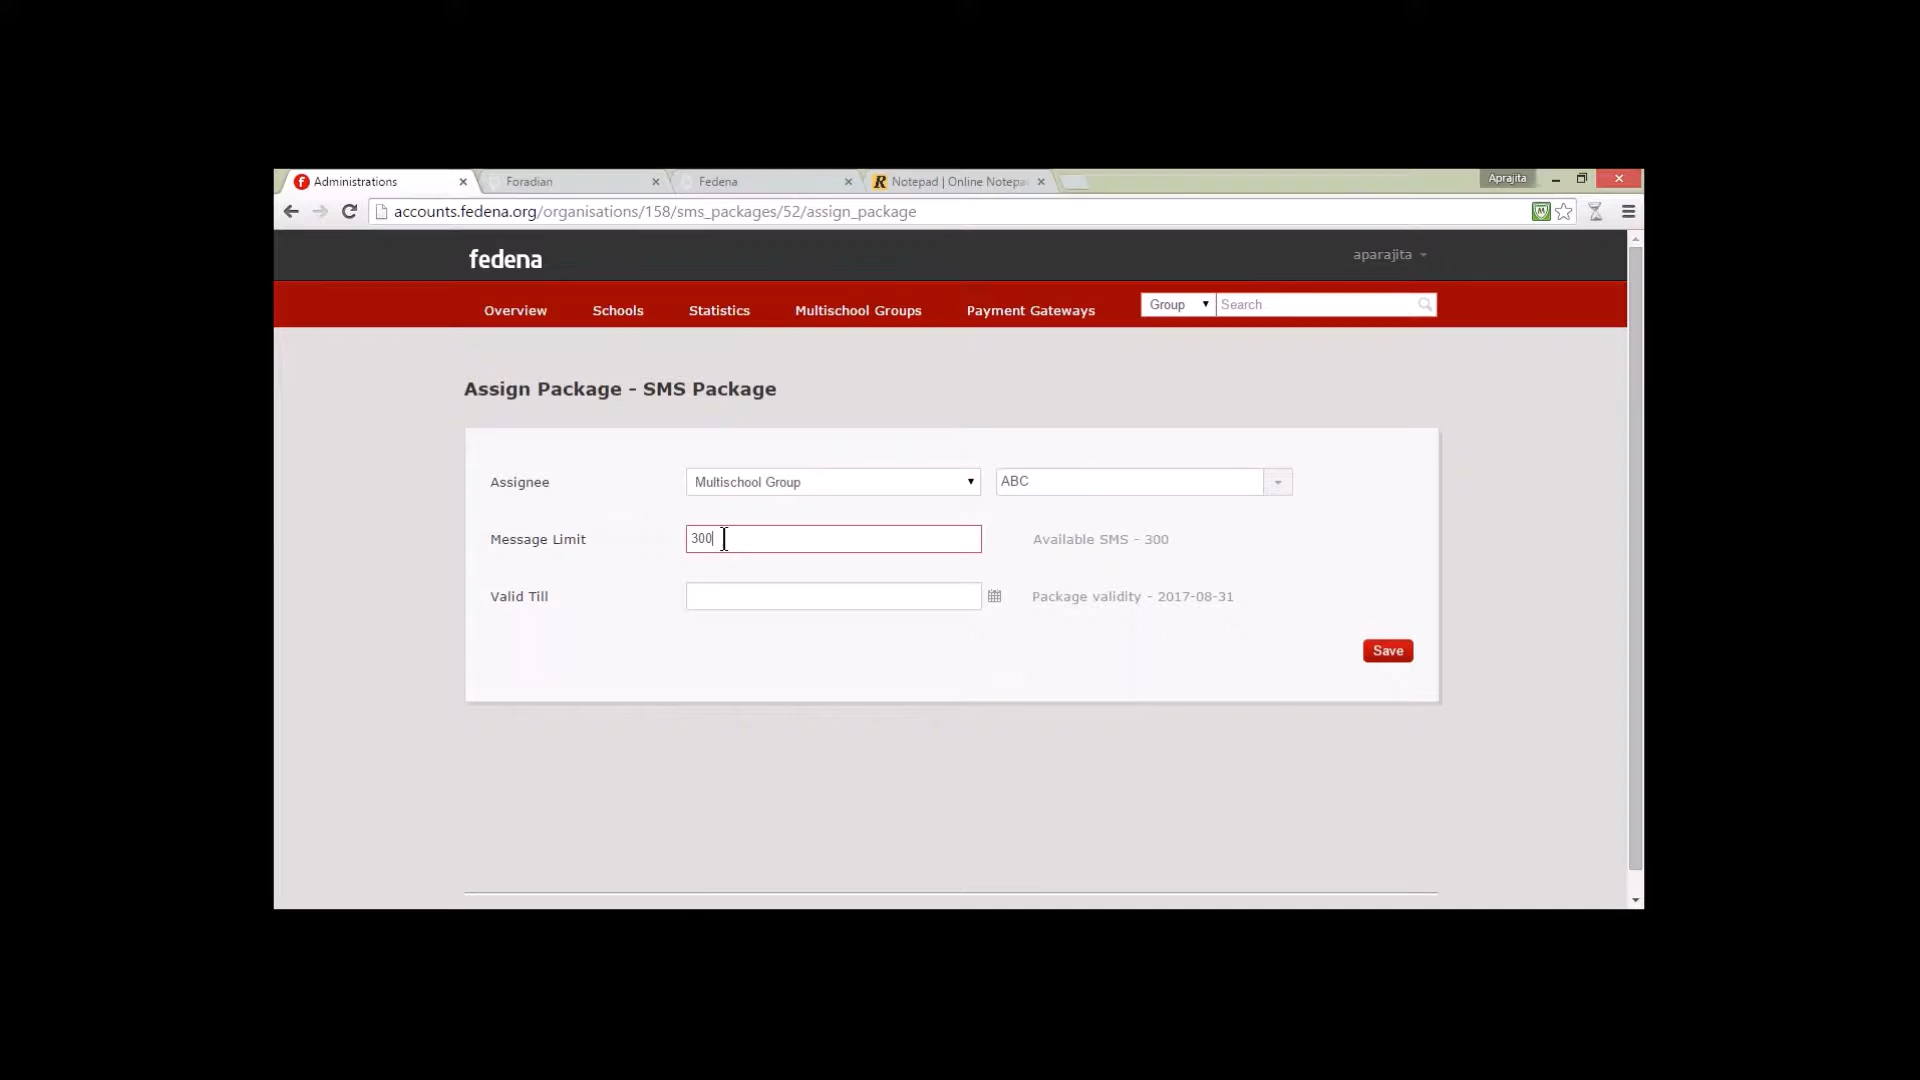 Administrations
Foradian
Fedena
Notepad | Online Notepa
Aprajita
accounts.fedena.org/organisations/158/sms_packages/52/assign_package
fedena
aparajita
Overview
Schools
Statistics
Multischool Groups
Payment Gateways
Group
Search
Assign Package - SMS Package
Assignee
Multischool Group
ABC
Message Limit
300
Available SMS - 300
Valid Till
Package validity - 2017-08-31
Save